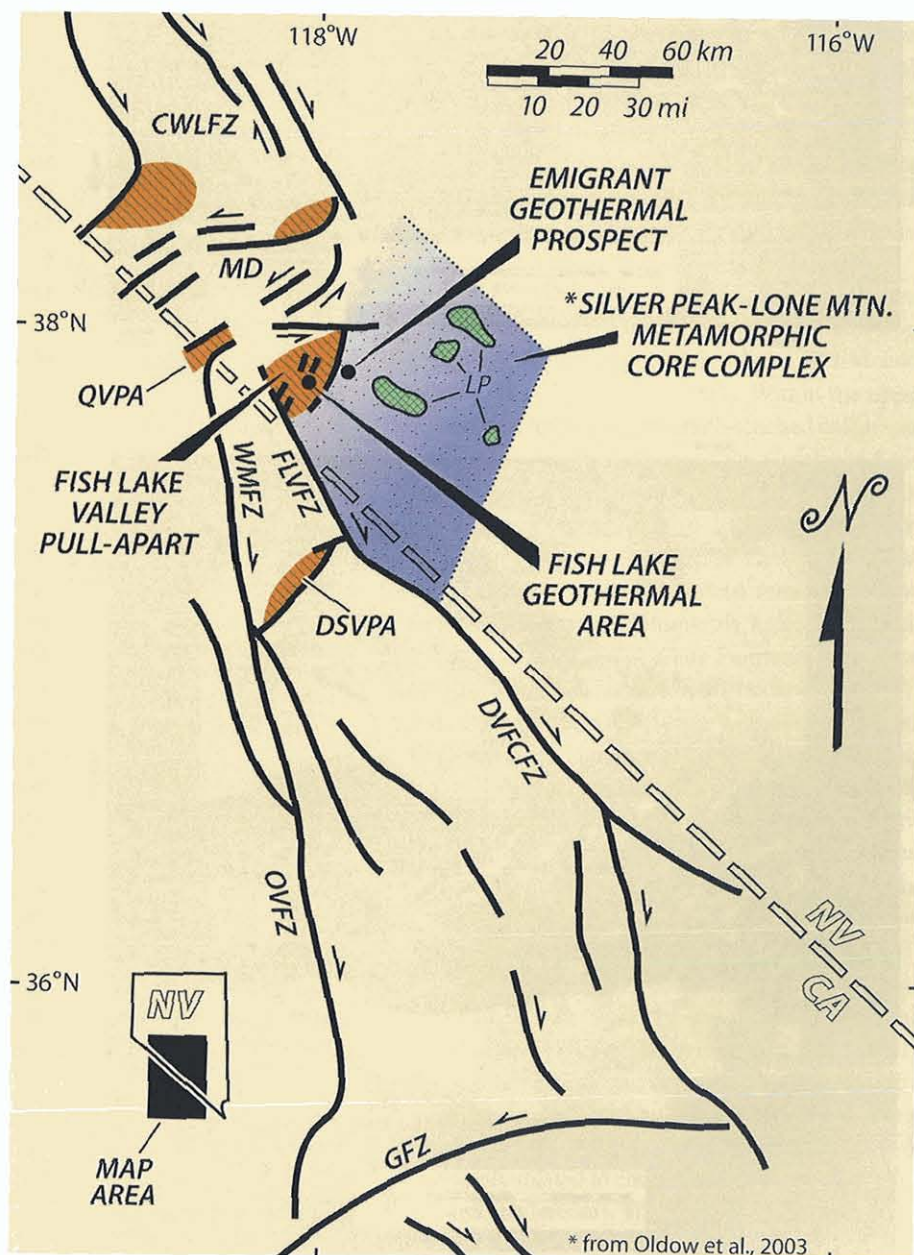 118°W
116°W
20 40 60 km
10 20 30 mi
CWLFZ
EMIGRANT
GEOTHERMAL
PROSPECT
MD
38°N
*SILVER PEAK-LONE MTN.
METAMORPHIC
CORE COMPLEX
LP
QVPA
FISH LAKE
VALLEY
PULL-APART
WMFZ
FLVFZ
N
FISH LAKE
GEOTHERMAL
AREA
DSVPA
DVFCFZ
OVFZ
NV
CA
36°N
NV
MAP
AREA
GFZ
* from Oldow et al., 2003